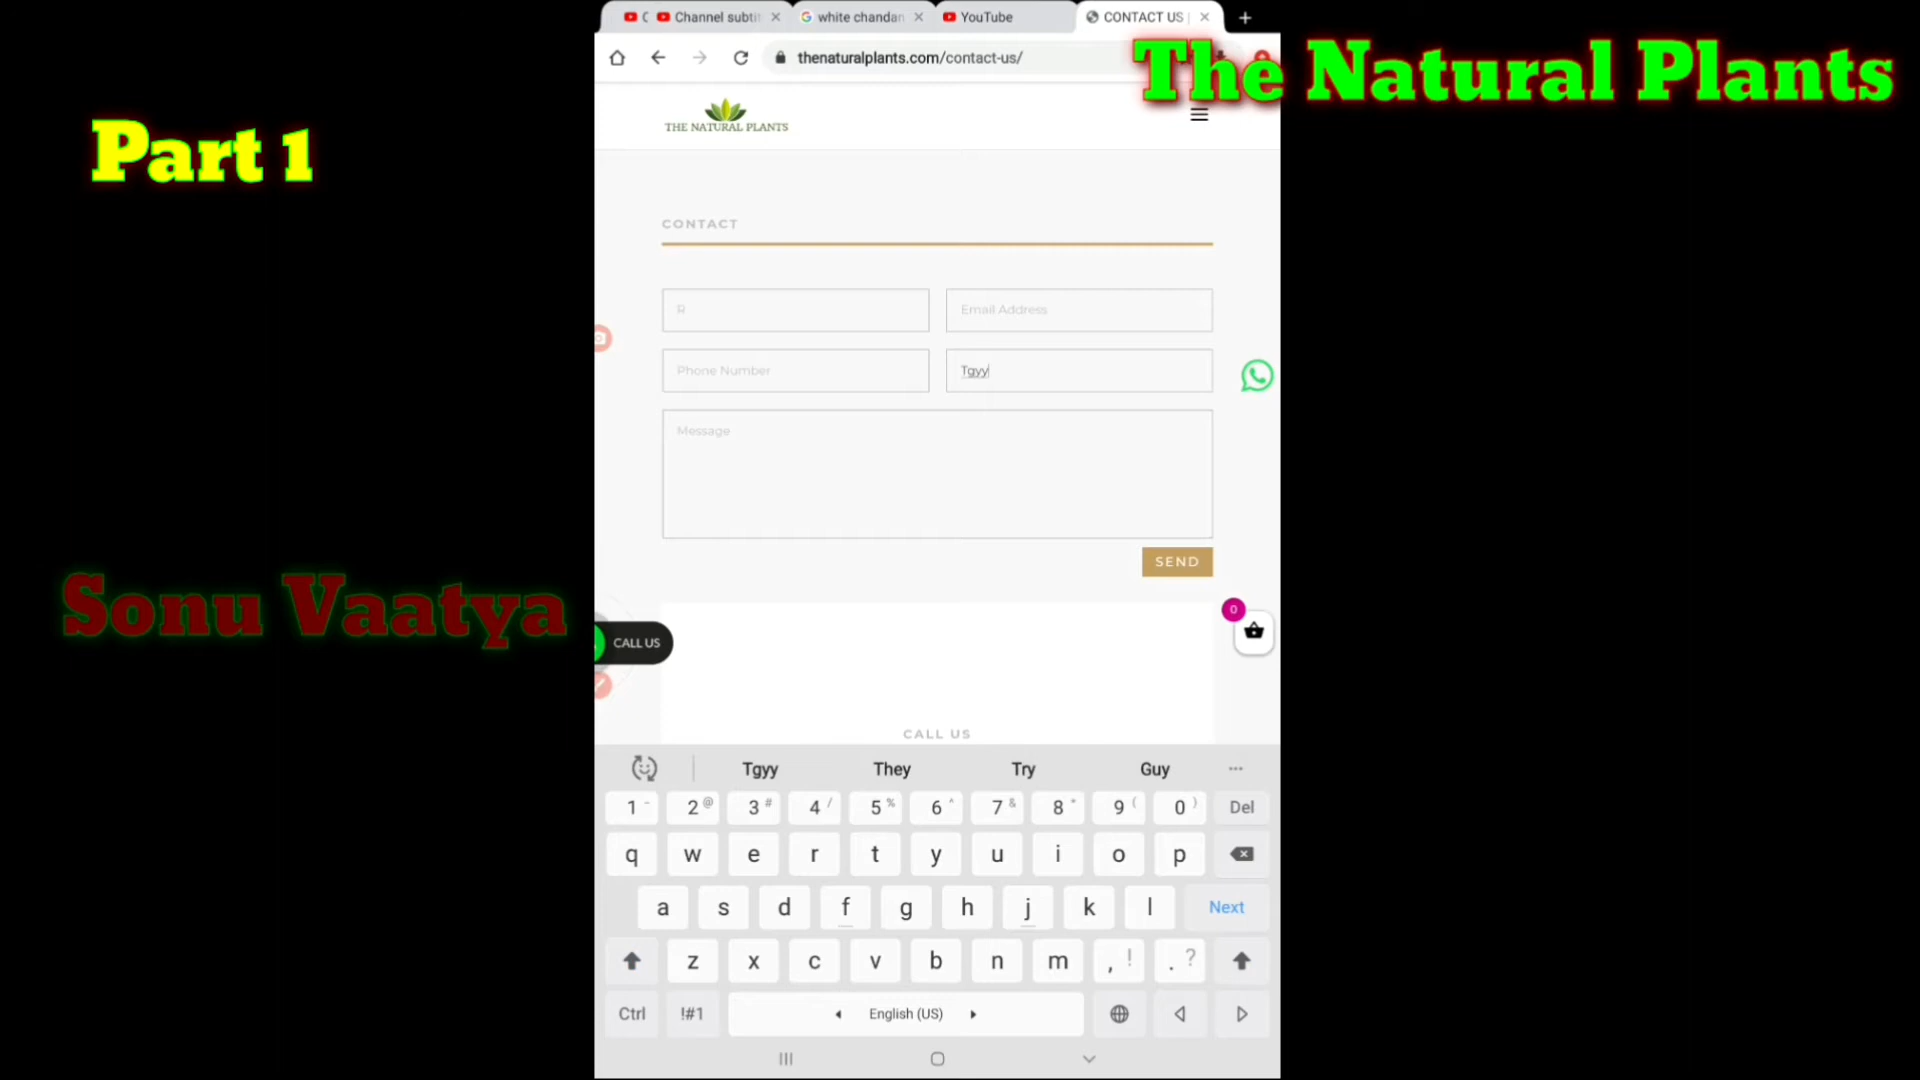 Channel subtit
white chandan
YouTube
CONTACT US
thenaturalplants.com/contact-us/
The Natural Plants
THE NATURAL PLANTS
Part 1
CONTACT
R
Email Address
Phone Number
Tgyy
Message
SEND
Sonu Vaatya
0
CALL US
CALL US
Tgyy They Try Guy ...
1 - 2 @ 3 # 4 / 5 % 6 ^ 7 & 8 * 9 ( 0 ) Del
q w e r t y u i o p
a s d f g h j k l Next
z x c v b n m , ! . ?
Ctrl !#1 English (US)